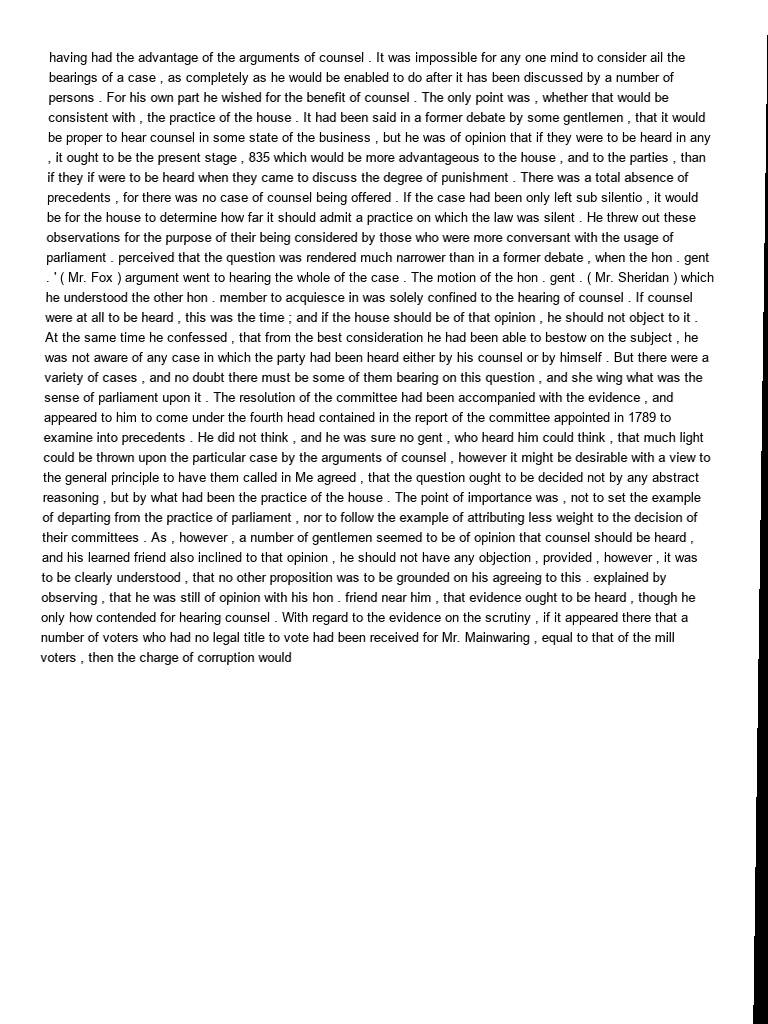 having had the advantage of the arguments of counsel . It was impossible for any one mind to consider ail the
bearings of a case , as completely as he would be enabled to do after it has been discussed by a number of
persons . For his own part he wished for the benefit of counsel . The only point was , whether that would be
consistent with , the practice of the house . It had been said in a former debate by some gentlemen , that it would
be proper to hear counsel in some state of the business , but he was of opinion that if they were to be heard in any
, it ought to be the present stage , 835 which would be more advantageous to the house , and to the parties , than
if they if were to be heard when they came to discuss the degree of punishment . There was a total absence of
precedents , for there was no case of counsel being offered . If the case had been only left sub silentio , it would
be for the house to determine how far it should admit a practice on which the law was silent . He threw out these
observations for the purpose of their being considered by those who were more conversant with the usage of
parliament . perceived that the question was rendered much narrower than in a former debate , when the hon . gent
. ' ( Mr. Fox ) argument went to hearing the whole of the case . The motion of the hon . gent . ( Mr. Sheridan ) which
he understood the other hon . member to acquiesce in was solely confined to the hearing of counsel . If counsel
were at all to be heard , this was the time ; and if the house should be of that opinion , he should not object to it .
At the same time he confessed , that from the best consideration he had been able to bestow on the subject , he
was not aware of any case in which the party had been heard either by his counsel or by himself . But there were a
variety of cases , and no doubt there must be some of them bearing on this question , and she wing what was the
sense of parliament upon it . The resolution of the committee had been accompanied with the evidence , and
appeared to him to come under the fourth head contained in the report of the committee appointed in 1789 to
examine into precedents . He did not think , and he was sure no gent , who heard him could think , that much light
could be thrown upon the particular case by the arguments of counsel , however it might be desirable with a view to
the general principle to have them called in Me agreed , that the question ought to be decided not by any abstract
reasoning , but by what had been the practice of the house . The point of importance was , not to set the example
of departing from the practice of parliament , nor to follow the example of attributing less weight to the decision of
their committees . As , however , a number of gentlemen seemed to be of opinion that counsel should be heard ,
and his learned friend also inclined to that opinion , he should not have any objection , provided , however , it was
to be clearly understood , that no other proposition was to be grounded on his agreeing to this . explained by
observing , that he was still of opinion with his hon . friend near him , that evidence ought to be heard , though he
only how contended for hearing counsel . With regard to the evidence on the scrutiny , if it appeared there that a
number of voters who had no legal title to vote had been received for Mr. Mainwaring , equal to that of the mill
voters , then the charge of corruption would